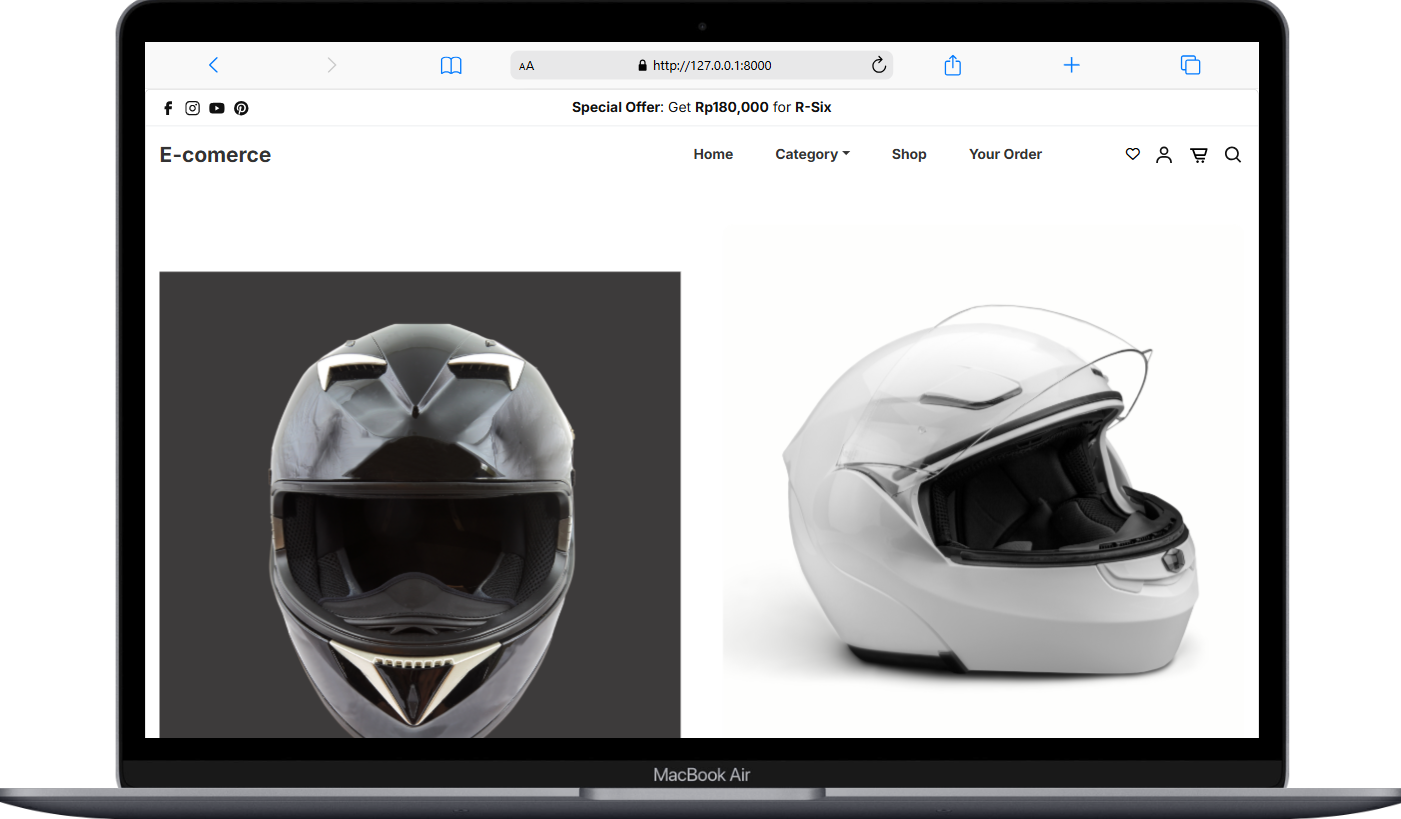 AA http://127.0.0.1:8000
Special Offer: Get Rp180,000 for R-Six
E-comerce Home Category Shop Your Order
MacBook Air